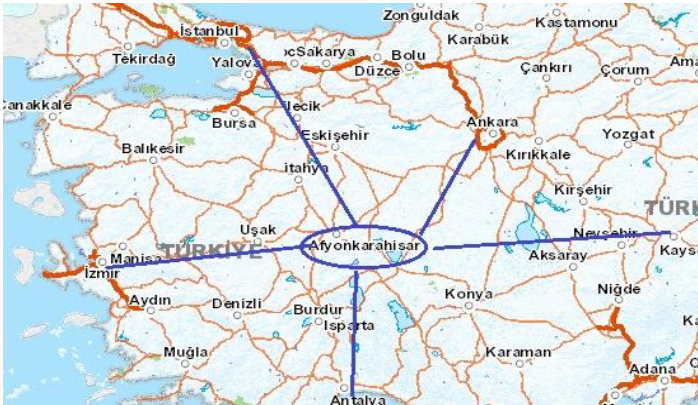 Zonguldak
Kastamonu
İstanbul
Karabük
Tekirdağ
Sakarya
Bolu
Yalova
Düzce
Çankırı
Çorum
Bursa
Ankara
Eskişehir
Yozgat
Balıkesir
Kırıkkale
Kırşehir
Uşak
TÜRKİYE
Afyonkarahisar
Nevşehir
Manisa
İzmir
Aksaray
Niğde
Aydın
Denizli
Burdur
Isparta
Konya
Muğla
Karaman
Adana
Antalya